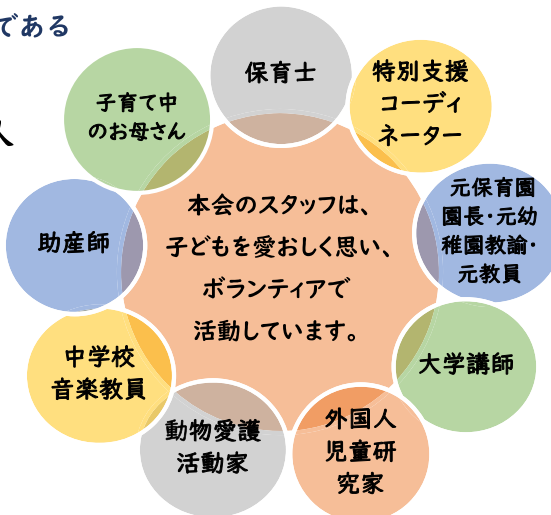 である
人
保育士
特別支援
コーディ
ネーター
子育て中
のお母さん
元保育園
園長・元幼
稚園教諭・
元教員
助産師
本会のスタッフは、
子どもを愛おしく思い、
ボランティアで
活動しています。
大学講師
中学校
音楽教員
動物愛護
活動家
外国人
児童研
究家